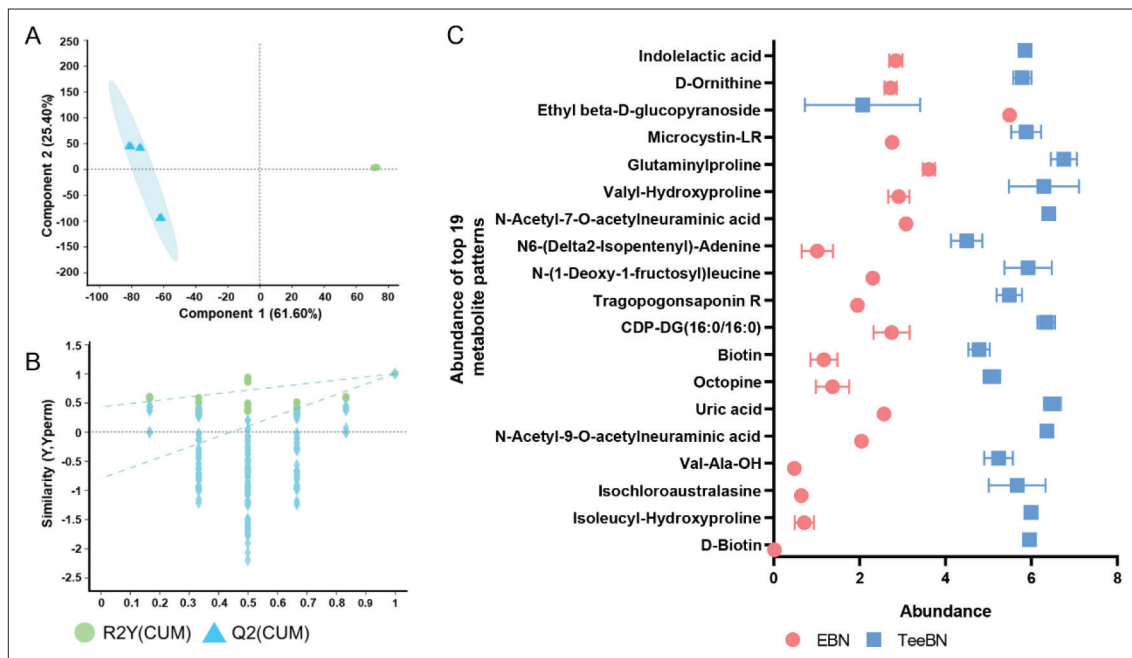 A
250
200
150
100
50
0
-50
-100
-150
-200
Component 2 (25.40%)
-100 -80 -60 -40 -20 0 20 40 60 80
Component 1 (61.60%)
B
1.5
1
0.5
0
-0.5
-1
-1.5
-2
-2.5
Similarity (Y,Yperm)
0 0.1 0.2 0.3 0.4 0.5 0.6 0.7 0.8 0.9 1
R2Y(CUM) Q2(CUM)
C
Abundance of top 19
metabolite patterns
Indolelactic acid
D-Ornithine
Ethyl beta-D-glucopyranoside
Microcystin-LR
Glutaminylproline
Valyl-Hydroxyproline
N-Acetyl-7-O-acetylneuraminic acid
N6-(Delta2-Isopentenyl)-Adenine
N-(1-Deoxy-1-fructosyl)leucine
Tragopogonsaponin R
CDP-DG(16:0/16:0)
Biotin
Octopine
Uric acid
N-Acetyl-9-O-acetylneuraminic acid
Val-Ala-OH
Isochloroaustralasine
Isoleucyl-Hydroxyproline
D-Biotin
0 2 4 6 8
Abundance
EBN TeeBN